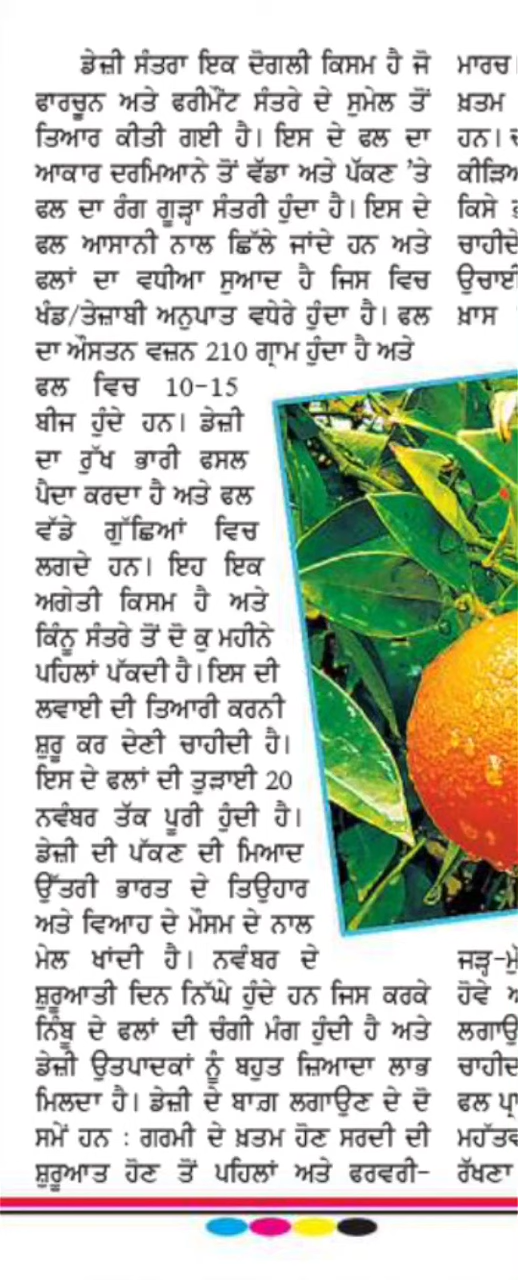 ਡੇਜ਼ੀ ਸੰਤਰਾ ਇਕ ਦੋਗਲੀ ਕਿਸਮ ਹੈ ਜੋ
ਫਾਰਚੂਨ ਅਤੇ ਫਰੀਮੌਂਟ ਸੰਤਰੇ ਦੇ ਸੁਮੇਲ ਤੋਂ
ਤਿਆਰ ਕੀਤੀ ਗਈ ਹੈ। ਇਸ ਦੇ ਫਲ ਦਾ
ਆਕਾਰ ਦਰਮਿਆਨੇ ਤੋਂ ਵੱਡਾ ਅਤੇ ਪੱਕਣ ’ਤੇ
ਫਲ ਦਾ ਰੰਗ ਗੂੜ੍ਹਾ ਸੰਤਰੀ ਹੁੰਦਾ ਹੈ। ਇਸ ਦੇ
ਫਲ ਆਸਾਨੀ ਨਾਲ ਛਿੱਲੇ ਜਾਂਦੇ ਹਨ ਅਤੇ
ਫਲਾਂ ਦਾ ਵਧੀਆ ਸੁਆਦ ਹੈ ਜਿਸ ਵਿਚ
ਖੰਡ/ਤੇਜ਼ਾਬੀ ਅਨੁਪਾਤ ਵਧੇਰੇ ਹੁੰਦਾ ਹੈ। ਫਲ
ਦਾ ਔਸਤਨ ਵਜ਼ਨ 210 ਗ੍ਰਾਮ ਹੁੰਦਾ ਹੈ ਅਤੇ
ਫਲ ਵਿਚ 10-15
ਬੀਜ ਹੁੰਦੇ ਹਨ। ਡੇਜ਼ੀ
ਦਾ ਰੁੱਖ ਭਾਰੀ ਫਸਲ
ਪੈਦਾ ਕਰਦਾ ਹੈ ਅਤੇ ਫਲ
ਵੱਡੇ ਗੁੱਛਿਆਂ ਵਿਚ
ਲਗਦੇ ਹਨ। ਇਹ ਇਕ
ਅਗੇਤੀ ਕਿਸਮ ਹੈ ਅਤੇ
ਕਿੰਨੂ ਸੰਤਰੇ ਤੋਂ ਦੋ ਕੁ ਮਹੀਨੇ
ਪਹਿਲਾਂ ਪੱਕਦੀ ਹੈ। ਇਸ ਦੀ
ਲਵਾਈ ਦੀ ਤਿਆਰੀ ਕਰਨੀ
ਸ਼ੁਰੂ ਕਰ ਦੇਣੀ ਚਾਹੀਦੀ ਹੈ।
ਇਸ ਦੇ ਫਲਾਂ ਦੀ ਤੁੜਾਈ 20
ਨਵੰਬਰ ਤੱਕ ਪੂਰੀ ਹੁੰਦੀ ਹੈ।
ਡੇਜ਼ੀ ਦੀ ਪੱਕਣ ਦੀ ਮਿਆਦ
ਉੱਤਰੀ ਭਾਰਤ ਦੇ ਤਿਉਹਾਰ
ਅਤੇ ਵਿਆਹ ਦੇ ਮੌਸਮ ਦੇ ਨਾਲ
ਮੇਲ ਖਾਂਦੀ ਹੈ। ਨਵੰਬਰ ਦੇ
ਸ਼ੁਰੂਆਤੀ ਦਿਨ ਨਿੱਘੇ ਹੁੰਦੇ ਹਨ ਜਿਸ ਕਰਕੇ
ਨਿੰਬੂ ਦੇ ਫਲਾਂ ਦੀ ਚੰਗੀ ਮੰਗ ਹੁੰਦੀ ਹੈ ਅਤੇ
ਡੇਜ਼ੀ ਉਤਪਾਦਕਾਂ ਨੂੰ ਬਹੁਤ ਜ਼ਿਆਦਾ ਲਾਭ
ਮਿਲਦਾ ਹੈ। ਡੇਜ਼ੀ ਦੇ ਬਾਗ਼ ਲਗਾਉਣ ਦੇ ਦੋ
ਸਮੇਂ ਹਨ : ਗਰਮੀ ਦੇ ਖ਼ਤਮ ਹੋਣ ਸਰਦੀ ਦੀ
ਸ਼ੁਰੂਆਤ ਹੋਣ ਤੋਂ ਪਹਿਲਾਂ ਅਤੇ ਫਰਵਰੀ-
ਮਾਰਚ।
ਖ਼ਤਮ
ਹਨ।
ਕਿਸੇ
ਚਾਹੀਦੇ
ਖ਼ਾਸ
ਹੋਵੇ
ਫਲ
ਰੱਖਣਾ